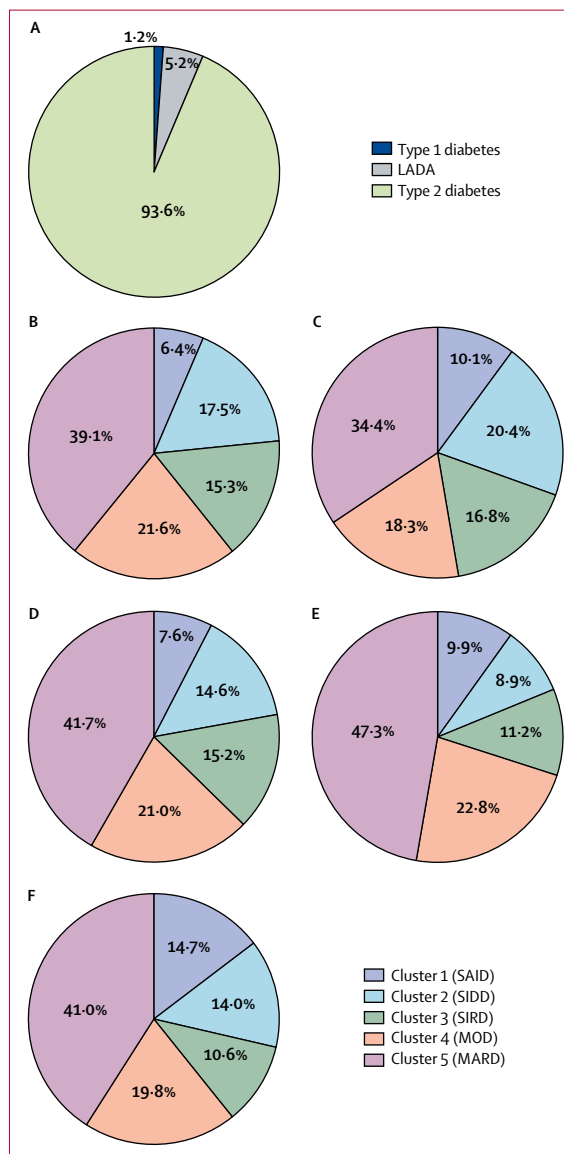 A
1·2%
5·2%
93·6%
Type 1 diabetes
LADA
Type 2 diabetes
B
6·4%
17·5%
15·3%
21·6%
39·1%
C
10·1%
20·4%
16·8%
18·3%
34·4%
D
7·6%
14·6%
15·2%
21·0%
41·7%
E
9·9%
8·9%
11·2%
22·8%
47·3%
F
14·7%
14·0%
10·6%
19·8%
41·0%
Cluster 1 (SAID)
Cluster 2 (SIDD)
Cluster 3 (SIRD)
Cluster 4 (MOD)
Cluster 5 (MARD)